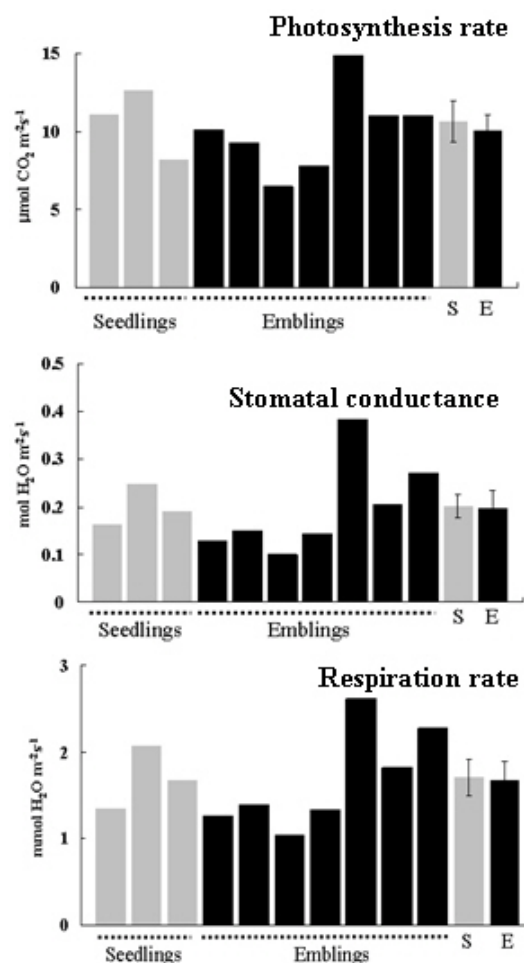 Photosynthesis rate
15
10
5
0
µmol CO₂ m⁻²s⁻¹
Seedlings
Emblings
S
E
Stomatal conductance
0.5
0.4
0.3
0.2
0.1
0
mol H₂O m⁻²s⁻¹
Seedlings
Emblings
S
E
Respiration rate
3
2
1
0
mmol H₂O m⁻²s⁻¹
Seedlings
Emblings
S
E